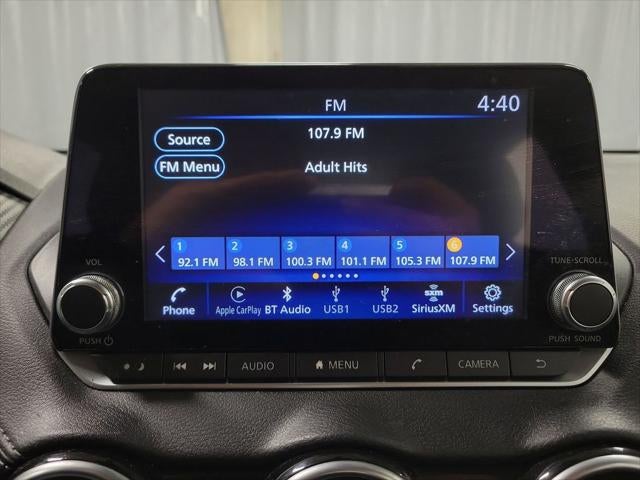 FM 4:40
Source 107.9 FM
FM Menu Adult Hits
1 2 3 4 5 6
92.1 FM 98.1 FM 100.3 FM 101.1 FM 105.3 FM 107.9 FM
VOL TUNE·SCROLL
sxm
Phone Apple CarPlay BT Audio USB1 USB2 SiriusXM Settings
PUSH PUSH SOUND
AUDIO MENU CAMERA